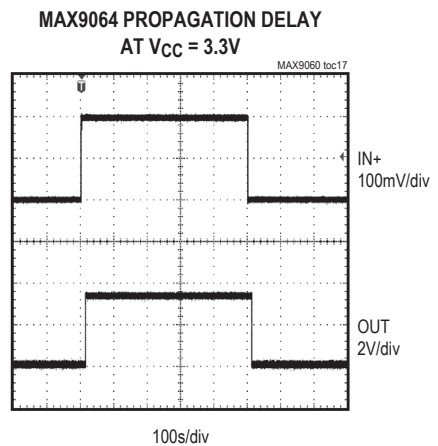 MAX9064 PROPAGATION DELAY
AT VCC = 3.3V
MAX9060 toc17
T
IN+
100mV/div
OUT
2V/div
100s/div